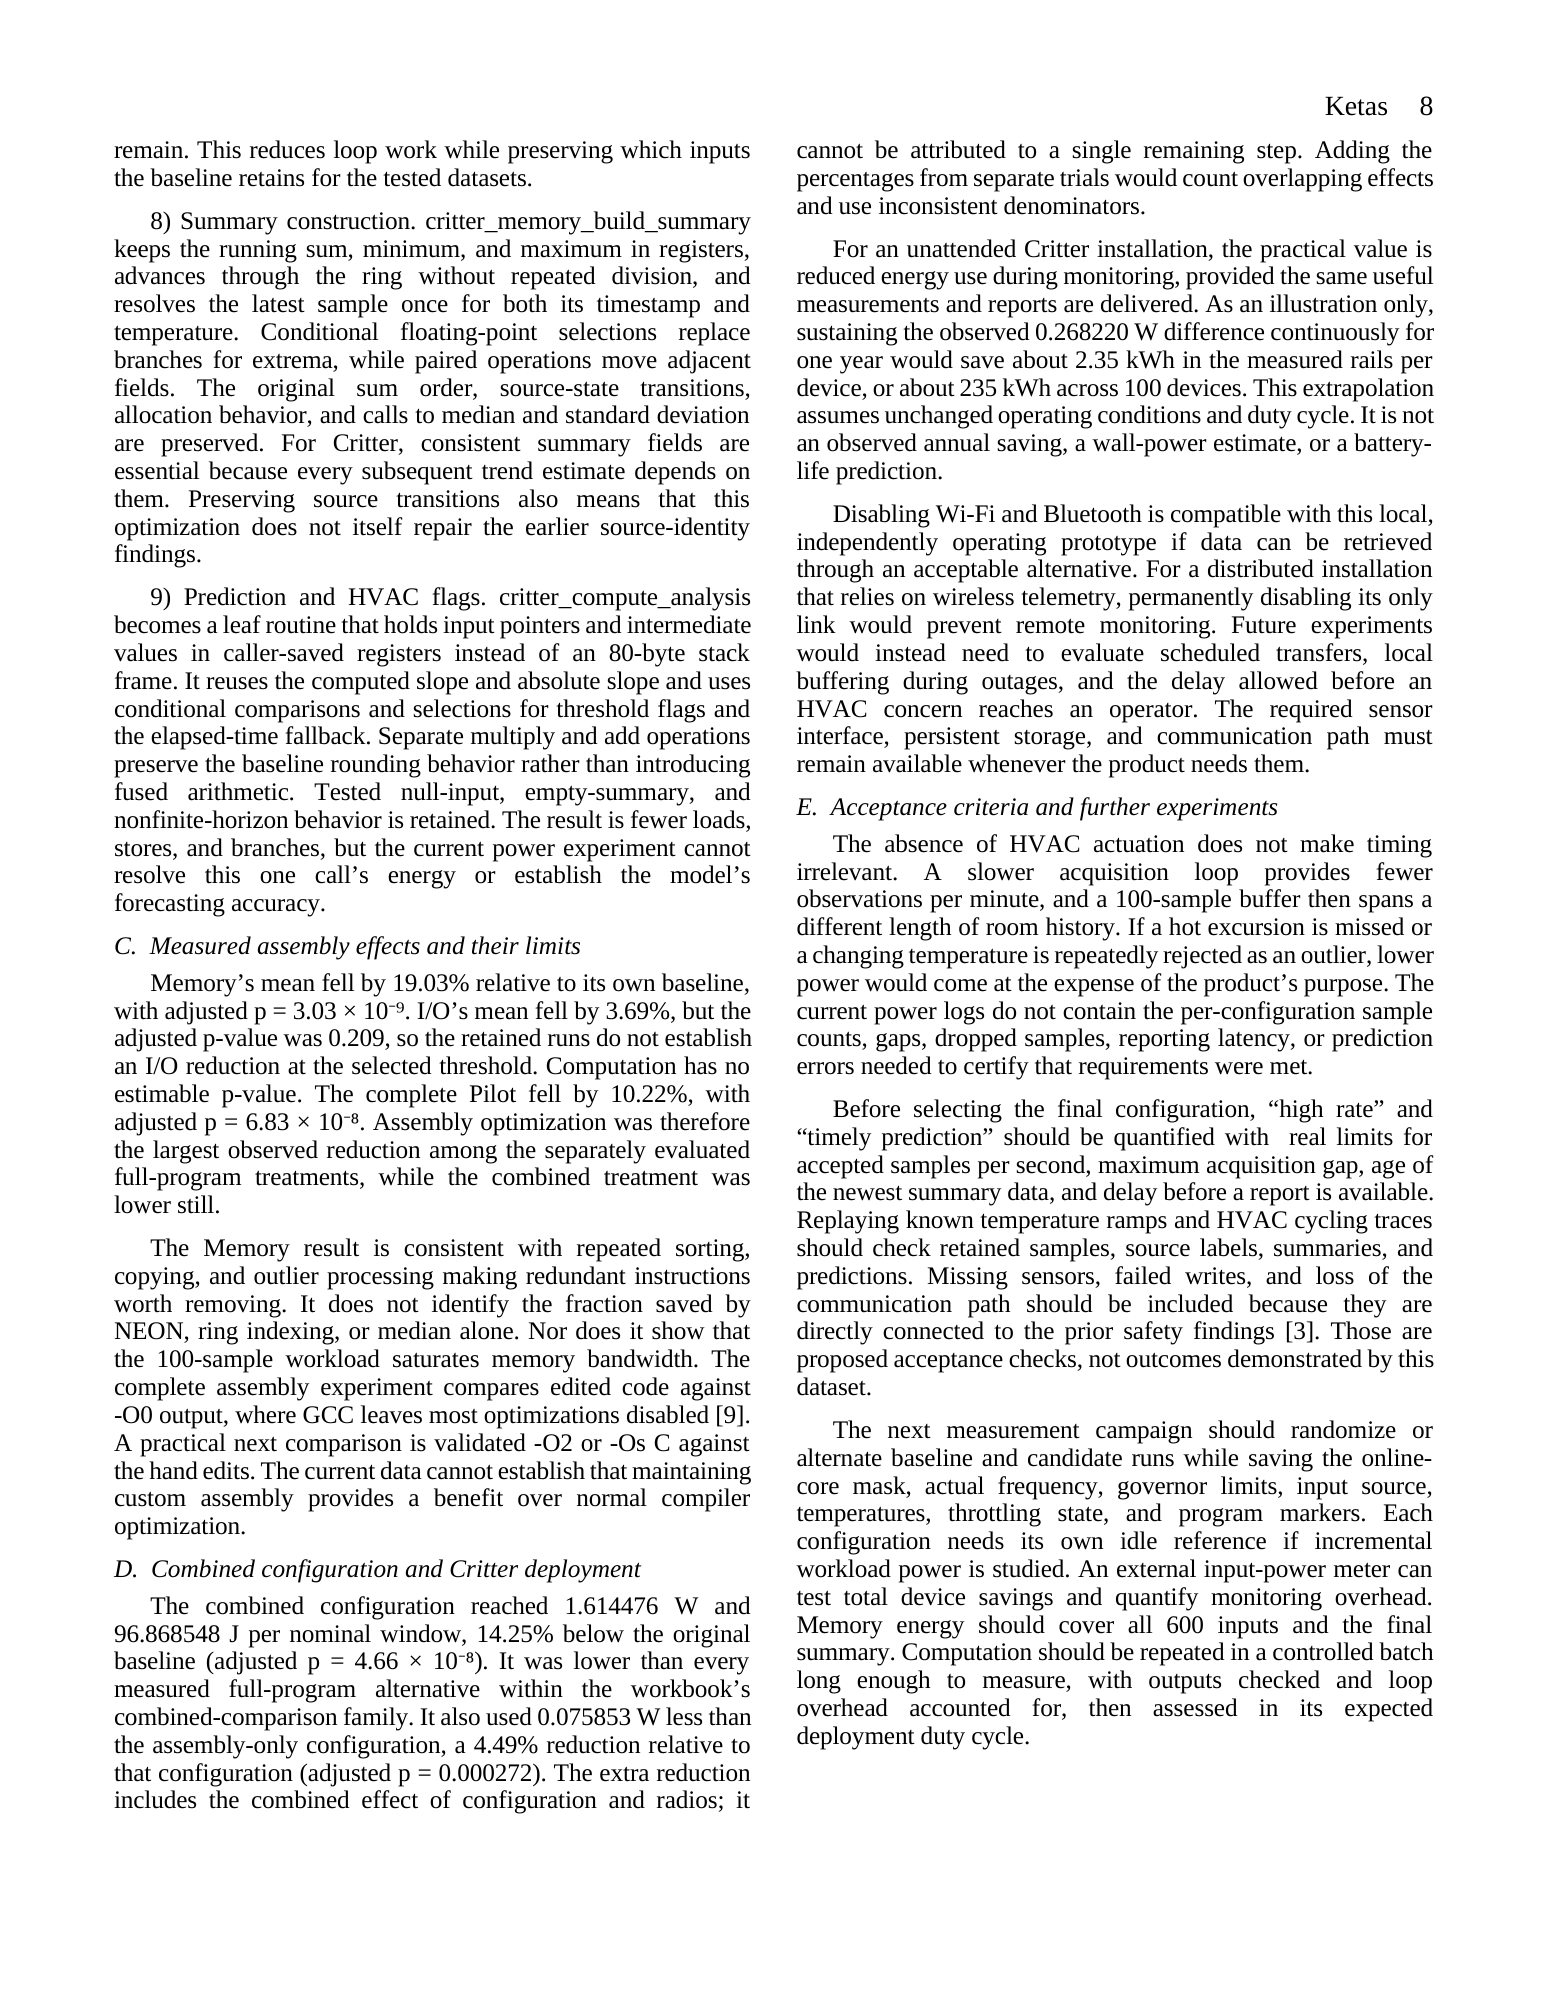 Ketas 8
remain. This reduces loop work while preserving which inputs
the baseline retains for the tested datasets.
8) Summary construction. critter_memory_build_summary
keeps the running sum, minimum, and maximum in registers,
advances through the ring without repeated division, and
resolves the latest sample once for both its timestamp and
temperature. Conditional floating-point selections replace
branches for extrema, while paired operations move adjacent
fields. The original sum order, source-state transitions,
allocation behavior, and calls to median and standard deviation
are preserved. For Critter, consistent summary fields are
essential because every subsequent trend estimate depends on
them. Preserving source transitions also means that this
optimization does not itself repair the earlier source-identity
findings.
9) Prediction and HVAC flags. critter_compute_analysis
becomes a leaf routine that holds input pointers and intermediate
values in caller-saved registers instead of an 80-byte stack
frame. It reuses the computed slope and absolute slope and uses
conditional comparisons and selections for threshold flags and
the elapsed-time fallback. Separate multiply and add operations
preserve the baseline rounding behavior rather than introducing
fused arithmetic. Tested null-input, empty-summary, and
nonfinite-horizon behavior is retained. The result is fewer loads,
stores, and branches, but the current power experiment cannot
resolve this one call’s energy or establish the model’s
forecasting accuracy.
C. Measured assembly effects and their limits
Memory’s mean fell by 19.03% relative to its own baseline,
with adjusted p = 3.03 × 10⁻⁹. I/O’s mean fell by 3.69%, but the
adjusted p-value was 0.209, so the retained runs do not establish
an I/O reduction at the selected threshold. Computation has no
estimable p-value. The complete Pilot fell by 10.22%, with
adjusted p = 6.83 × 10⁻⁸. Assembly optimization was therefore
the largest observed reduction among the separately evaluated
full-program treatments, while the combined treatment was
lower still.
The Memory result is consistent with repeated sorting,
copying, and outlier processing making redundant instructions
worth removing. It does not identify the fraction saved by
NEON, ring indexing, or median alone. Nor does it show that
the 100-sample workload saturates memory bandwidth. The
complete assembly experiment compares edited code against
-O0 output, where GCC leaves most optimizations disabled [9].
A practical next comparison is validated -O2 or -Os C against
the hand edits. The current data cannot establish that maintaining
custom assembly provides a benefit over normal compiler
optimization.
D. Combined configuration and Critter deployment
The combined configuration reached 1.614476 W and
96.868548 J per nominal window, 14.25% below the original
baseline (adjusted p = 4.66 × 10⁻⁸). It was lower than every
measured full-program alternative within the workbook’s
combined-comparison family. It also used 0.075853 W less than
the assembly-only configuration, a 4.49% reduction relative to
that configuration (adjusted p = 0.000272). The extra reduction
includes the combined effect of configuration and radios; it
cannot be attributed to a single remaining step. Adding the
percentages from separate trials would count overlapping effects
and use inconsistent denominators.
For an unattended Critter installation, the practical value is
reduced energy use during monitoring, provided the same useful
measurements and reports are delivered. As an illustration only,
sustaining the observed 0.268220 W difference continuously for
one year would save about 2.35 kWh in the measured rails per
device, or about 235 kWh across 100 devices. This extrapolation
assumes unchanged operating conditions and duty cycle. It is not
an observed annual saving, a wall-power estimate, or a battery-
life prediction.
Disabling Wi-Fi and Bluetooth is compatible with this local,
independently operating prototype if data can be retrieved
through an acceptable alternative. For a distributed installation
that relies on wireless telemetry, permanently disabling its only
link would prevent remote monitoring. Future experiments
would instead need to evaluate scheduled transfers, local
buffering during outages, and the delay allowed before an
HVAC concern reaches an operator. The required sensor
interface, persistent storage, and communication path must
remain available whenever the product needs them.
E. Acceptance criteria and further experiments
The absence of HVAC actuation does not make timing
irrelevant. A slower acquisition loop provides fewer
observations per minute, and a 100-sample buffer then spans a
different length of room history. If a hot excursion is missed or
a changing temperature is repeatedly rejected as an outlier, lower
power would come at the expense of the product’s purpose. The
current power logs do not contain the per-configuration sample
counts, gaps, dropped samples, reporting latency, or prediction
errors needed to certify that requirements were met.
Before selecting the final configuration, “high rate” and
“timely prediction” should be quantified with real limits for
accepted samples per second, maximum acquisition gap, age of
the newest summary data, and delay before a report is available.
Replaying known temperature ramps and HVAC cycling traces
should check retained samples, source labels, summaries, and
predictions. Missing sensors, failed writes, and loss of the
communication path should be included because they are
directly connected to the prior safety findings [3]. Those are
proposed acceptance checks, not outcomes demonstrated by this
dataset.
The next measurement campaign should randomize or
alternate baseline and candidate runs while saving the online-
core mask, actual frequency, governor limits, input source,
temperatures, throttling state, and program markers. Each
configuration needs its own idle reference if incremental
workload power is studied. An external input-power meter can
test total device savings and quantify monitoring overhead.
Memory energy should cover all 600 inputs and the final
summary. Computation should be repeated in a controlled batch
long enough to measure, with outputs checked and loop
overhead accounted for, then assessed in its expected
deployment duty cycle.